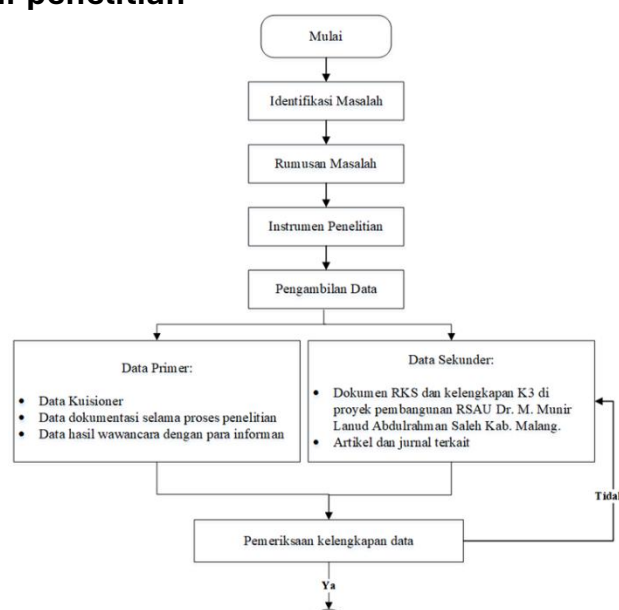 penelitian
Mulai
Identifikasi Masalah
Rumusan Masalah
Instrumen Penelitian
Pengambilan Data
Data Primer:
• Data Kuisioner
• Data dokumentasi selama proses penelitian
• Data hasil wawancara dengan para informan
Data Sekunder:
• Dokumen RKS dan kelengkapan K3 di
proyek pembangunan RSAU Dr. M. Munir
Lanud Abdulrahman Saleh Kab. Malang.
• Artikel dan jurnal terkait
Tidak
Pemeriksaan kelengkapan data
Ya